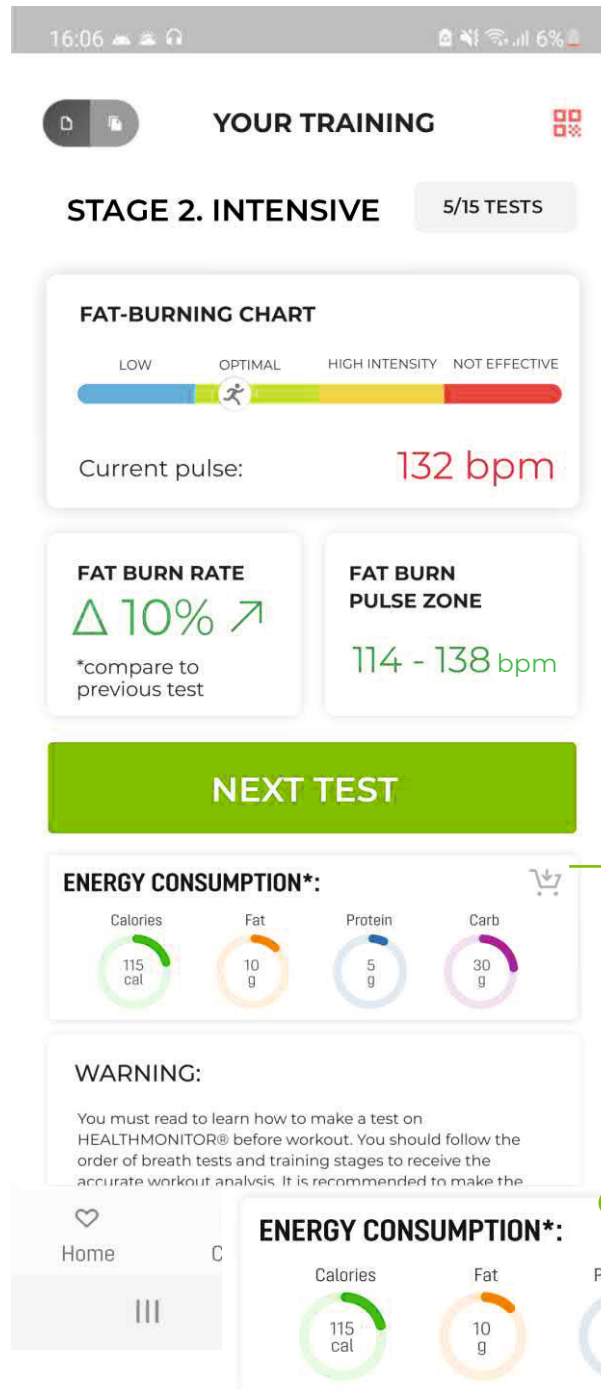 16:06
6%
YOUR TRAINING
STAGE 2. INTENSIVE
5/15 TESTS
FAT-BURNING CHART
LOW
OPTIMAL
HIGH INTENSITY
NOT EFFECTIVE
Current pulse:
132 bpm
FAT BURN RATE
Δ 10% ↗
*compare to
previous test
FAT BURN
PULSE ZONE
114 - 138 bpm
NEXT TEST
ENERGY CONSUMPTION*:
Calories
Fat
Protein
Carb
115
cal
10
g
5
g
30
g
WARNING:
You must read to learn how to make a test on
HEALTHMONITOR® before workout. You should follow the
order of breath tests and training stages to receive the
accurate workout analysis. It is recommended to make the
Home
C
ENERGY CONSUMPTION*:
Calories
Fat
P
115
cal
10
g